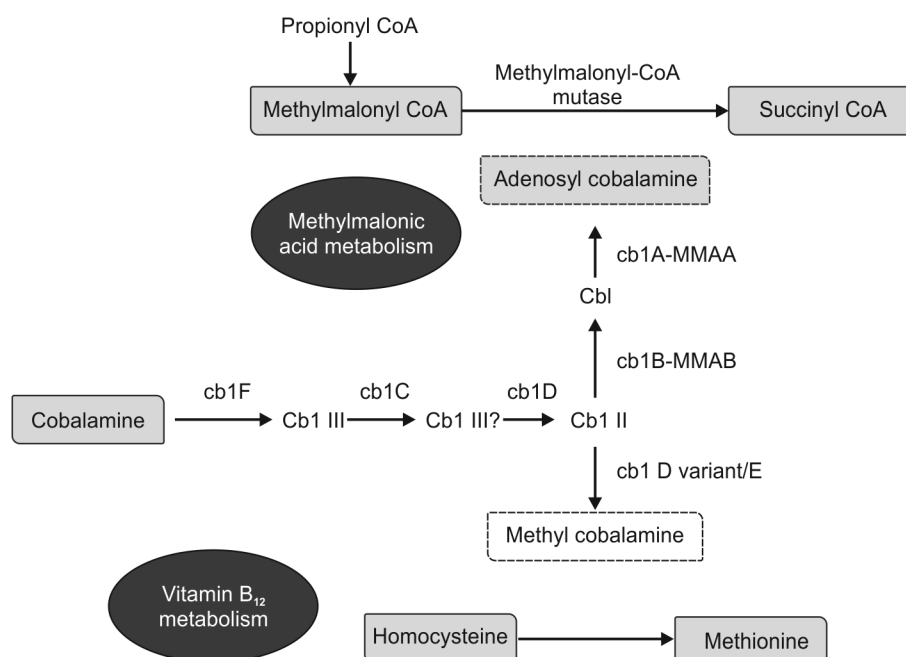 Propionyl CoA
Methylmalonyl-CoA
mutase
Methylmalonyl CoA
Succinyl CoA
Adenosyl cobalamine
Methylmalonic
acid metabolism
cb1A-MMAA
Cbl
cb1B-MMAB
cb1F
cb1C
cb1D
Cobalamine
Cb1 III
Cb1 III?
Cb1 II
cb1 D variant/E
Methyl cobalamine
Vitamin B₁₂
metabolism
Homocysteine
Methionine